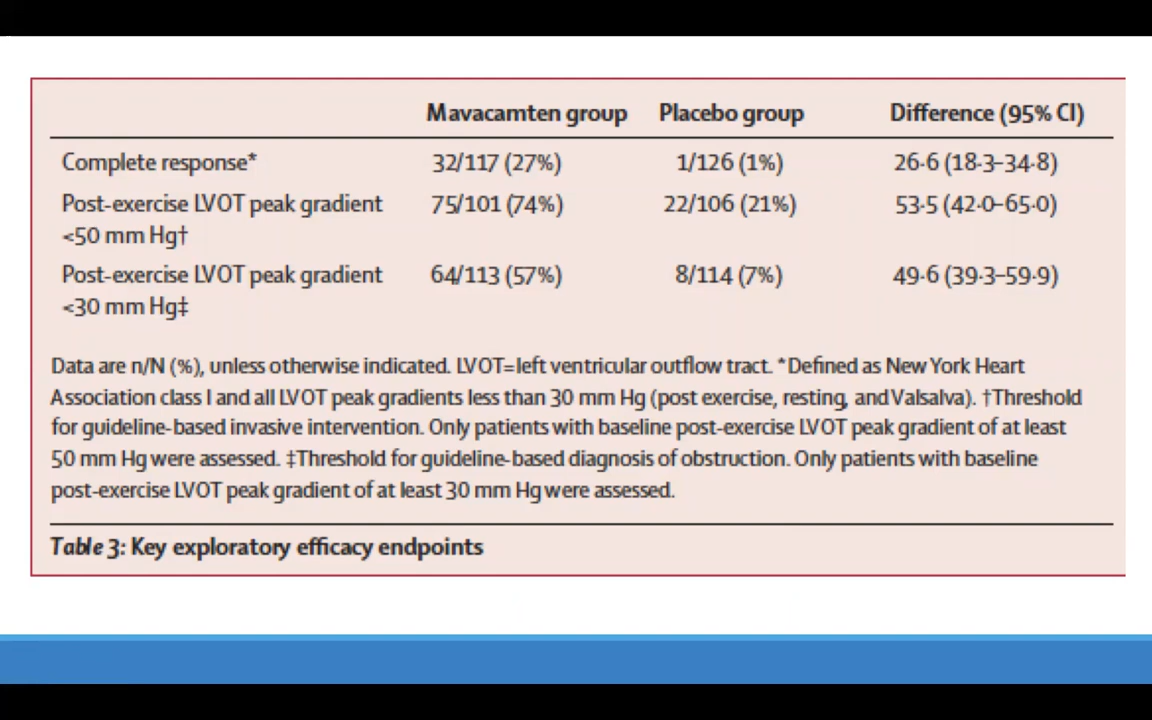 Mavacamten group Placebo group Difference (95% CI)
Complete response* 32/117 (27%) 1/126 (1%) 26·6 (18·3–34·8)
Post-exercise LVOT peak gradient 75/101 (74%) 22/106 (21%) 53·5 (42·0–65·0)
<50 mm Hg†
Post-exercise LVOT peak gradient 64/113 (57%) 8/114 (7%) 49·6 (39·3–59·9)
<30 mm Hg‡
Data are n/N (%), unless otherwise indicated. LVOT=left ventricular outflow tract. *Defined as New York Heart
Association class I and all LVOT peak gradients less than 30 mm Hg (post exercise, resting, and Valsalva). †Threshold
for guideline-based invasive intervention. Only patients with baseline post-exercise LVOT peak gradient of at least
50 mm Hg were assessed. ‡Threshold for guideline-based diagnosis of obstruction. Only patients with baseline
post-exercise LVOT peak gradient of at least 30 mm Hg were assessed.
Table 3: Key exploratory efficacy endpoints